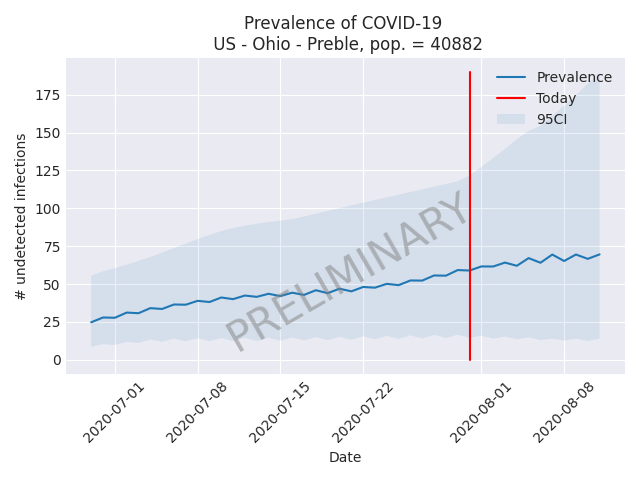 Prevalence of COVID-19
US - Ohio - Preble, pop. = 40882
# undetected infections
175
150
125
100
75
50
25
0
Prevalence
Today
95CI
PRELIMINARY
2020-07-01
2020-07-08
2020-07-15
2020-07-22
2020-08-01
2020-08-08
Date